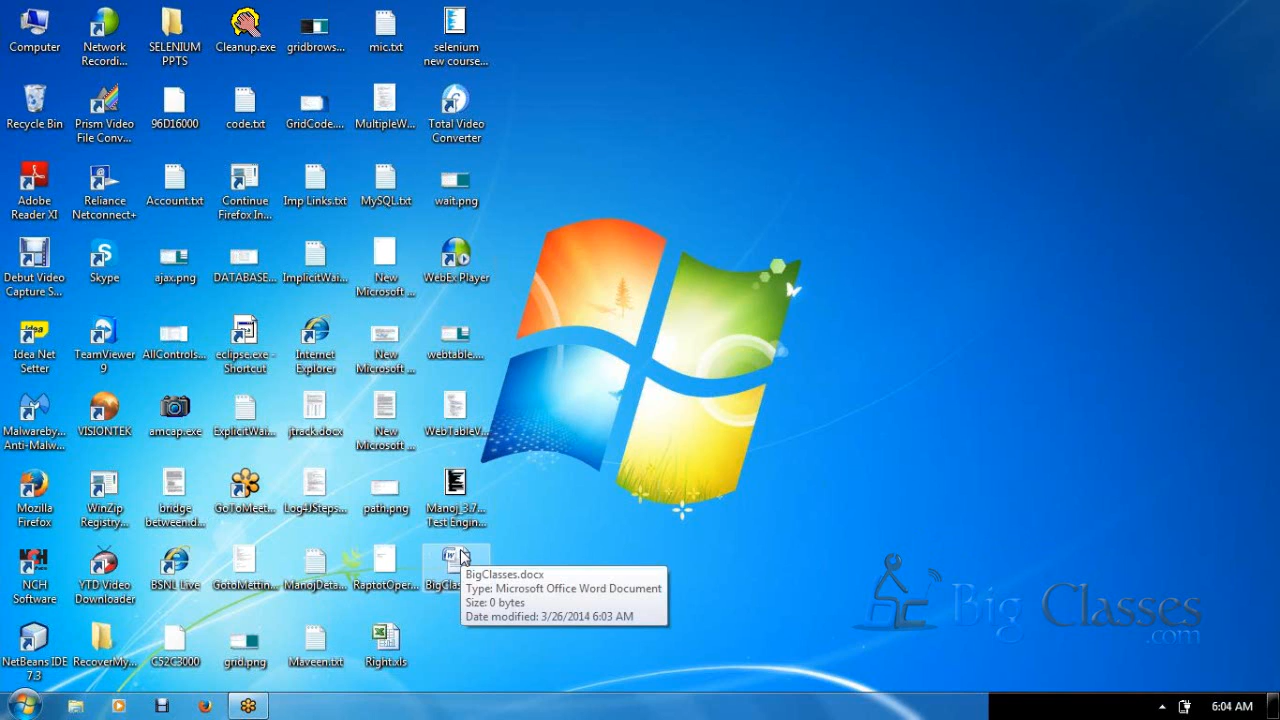 Computer
Network
Recordi...
SELENIUM
PPTS
Cleanup.exe
gridbrows...
mic.txt
selenium
new course...
Recycle Bin
Prism Video
File Conv...
96D16000
code.txt
GridCode....
MultipleW...
Total Video
Converter
Adobe
Reader XI
Reliance
Netconnect+
Account.txt
Continue
Firefox In...
Imp Links.txt
MySQL.txt
wait.png
Debut Video
Capture S...
Skype
ajax.png
DATABASE...
ImplicitWai...
New
Microsoft ...
WebEx Player
Idea Net
Setter
TeamViewer
9
AllControls...
eclipse.exe -
Shortcut
Internet
Explorer
New
Microsoft ...
webtable....
Malwareby...
Anti-Malw...
VISIONTEK
amcap.exe
ExplicitWai...
jtrack.docx
New
Microsoft ...
WebTableV...
Mozilla
Firefox
WinZip
Registry...
bridge
between.d...
GoToMeet...
Log4JSteps...
path.png
Manoj_3.7...
Test Engin...
NCH
Software
YTD Video
Downloader
BSNL Live
GotoMettin...
ManojDeta...
RaptotOper...
BigClas
BigClasses.docx
Type: Microsoft Office Word Document
Size: 0 bytes
Date modified: 3/26/2014 6:03 AM
NetBeans IDE
7.3
RecoverMy...
C52C3000
grid.png
Maveen.txt
Right.xls
Big Classes
.com
6:04 AM